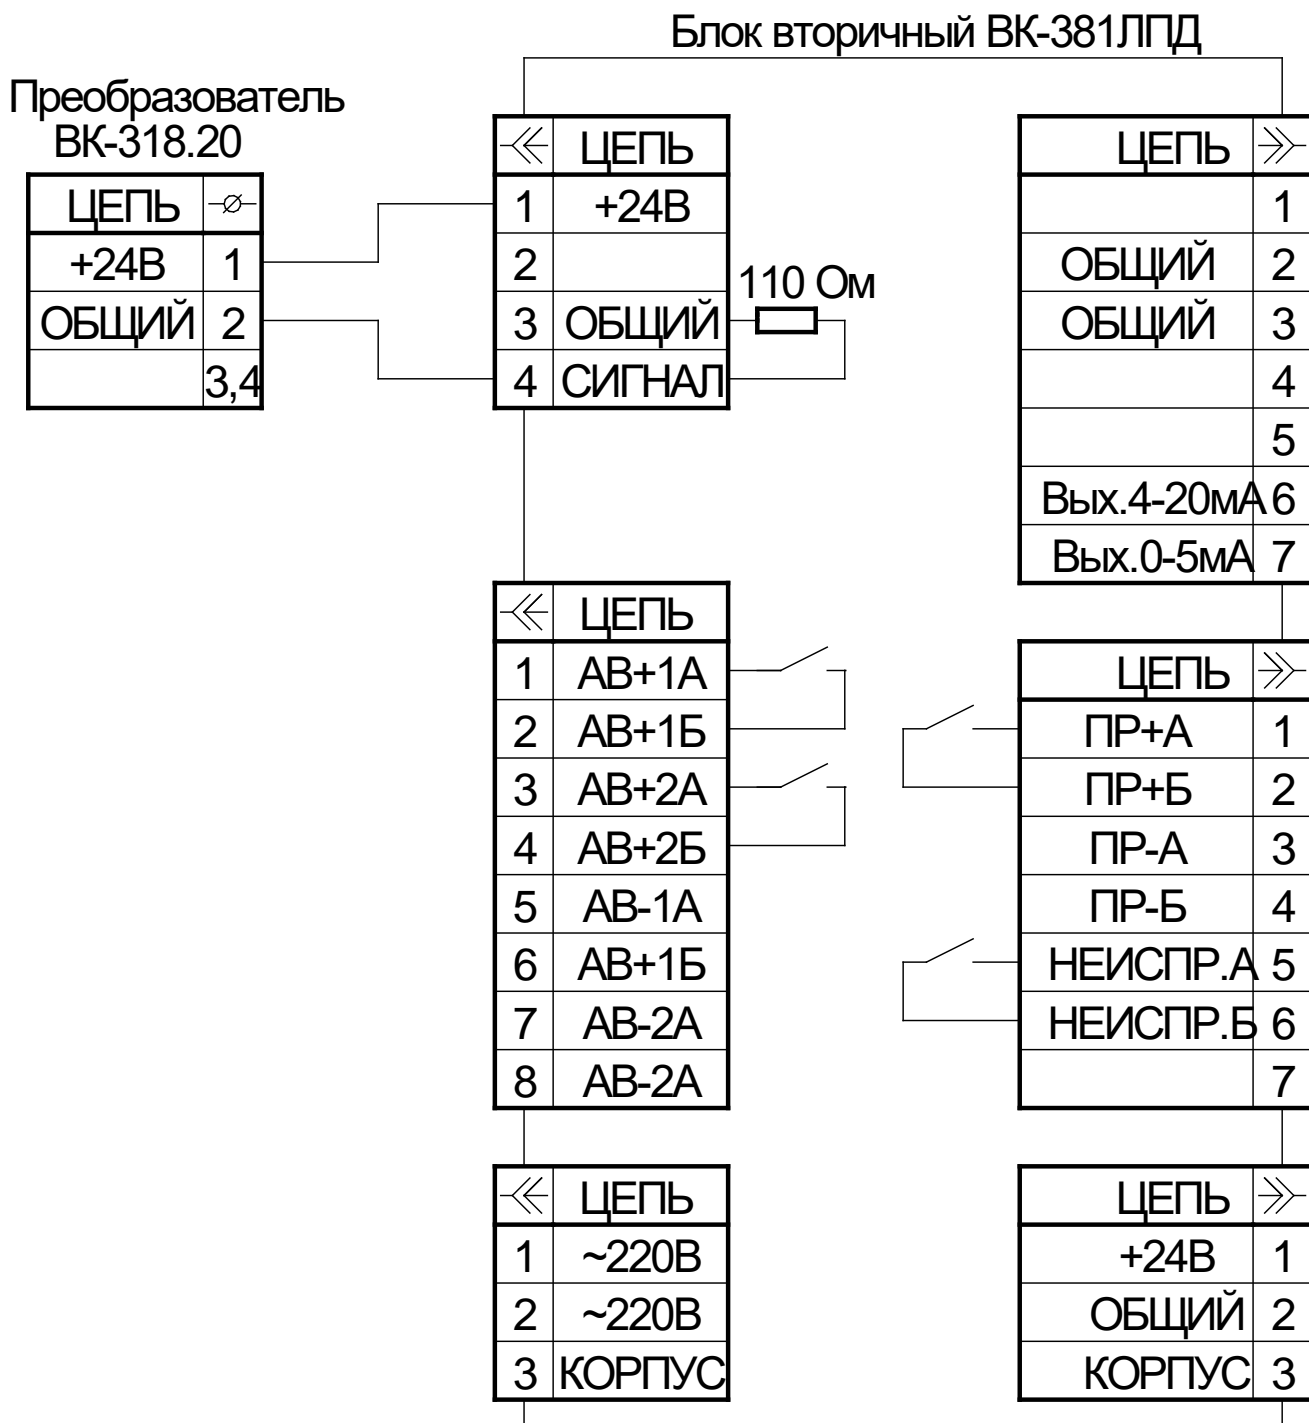 Блок вторичный ВК-381ЛПД
Преобразователь
ВК-318.20
ЦЕПЬ
+24В 1
ОБЩИЙ 2
3,4
ЦЕПЬ
1 +24В
2
3 ОБЩИЙ
4 СИГНАЛ
110 Ом
ЦЕПЬ
1
ОБЩИЙ 2
ОБЩИЙ 3
4
5
Вых.4-20мА 6
Вых.0-5мА 7
ЦЕПЬ
1 АВ+1А
2 АВ+1Б
3 АВ+2А
4 АВ+2Б
5 АВ-1А
6 АВ+1Б
7 АВ-2А
8 АВ-2А
ЦЕПЬ
ПР+А 1
ПР+Б 2
ПР-А 3
ПР-Б 4
НЕИСПР.А 5
НЕИСПР.Б 6
7
ЦЕПЬ
1 ~220В
2 ~220В
3 КОРПУС
ЦЕПЬ
+24В 1
ОБЩИЙ 2
КОРПУС 3